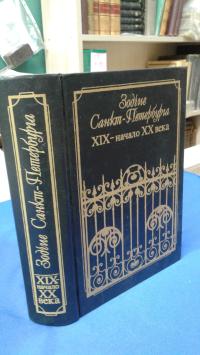 Зодчие
Санкт-Петербурга
XIX-начало XX века
Зодчие Санкт-Петербурга
XIX-
начало
XX
века